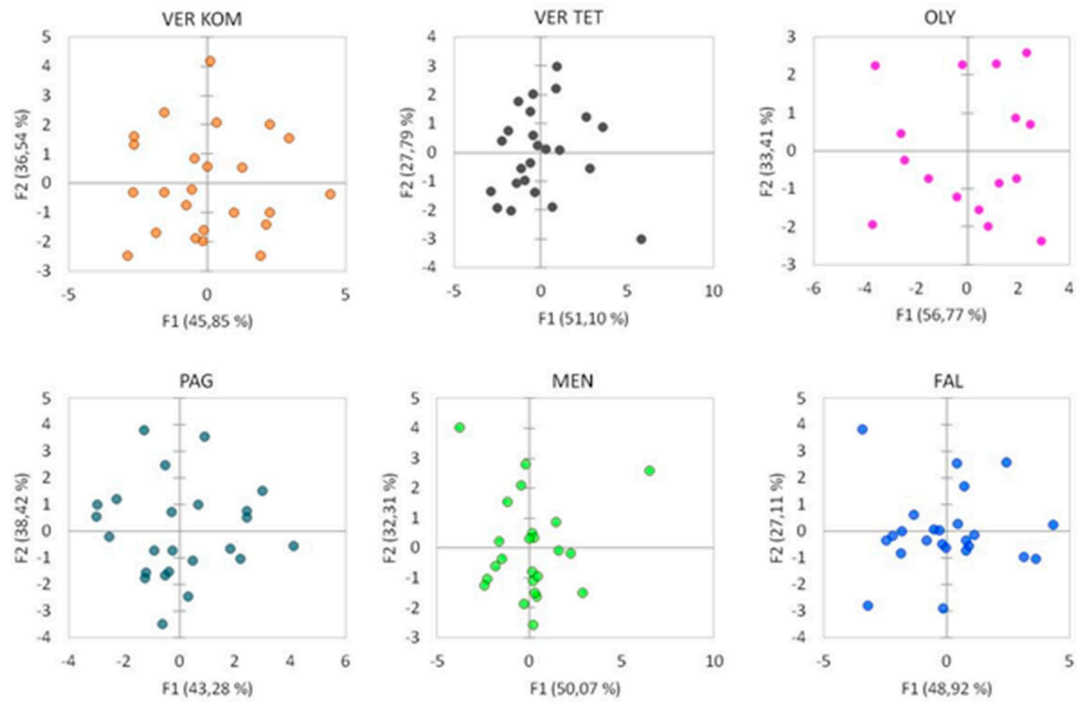 VER KOM
5
4
3
2
1
0
-1
-2
-3
-5 0 5
F1 (45,85 %)
F2 (36,54 %)
VER TET
4
3
2
1
0
-1
-2
-3
-4
-5 0 5 10
F1 (51,10 %)
F2 (27,79 %)
OLY
3
2
1
0
-1
-2
-3
-6 -4 -2 0 2 4
F1 (56,77 %)
F2 (33,41 %)
PAG
5
4
3
2
1
0
-1
-2
-3
-4
-4 -2 0 2 4 6
F1 (43,28 %)
F2 (38,42 %)
MEN
5
4
3
2
1
0
-1
-2
-3
-5 0 5 10
F1 (50,07 %)
F2 (32,31 %)
FAL
5
4
3
2
1
0
-1
-2
-3
-4
-5 0 5
F1 (48,92 %)
F2 (27,11 %)